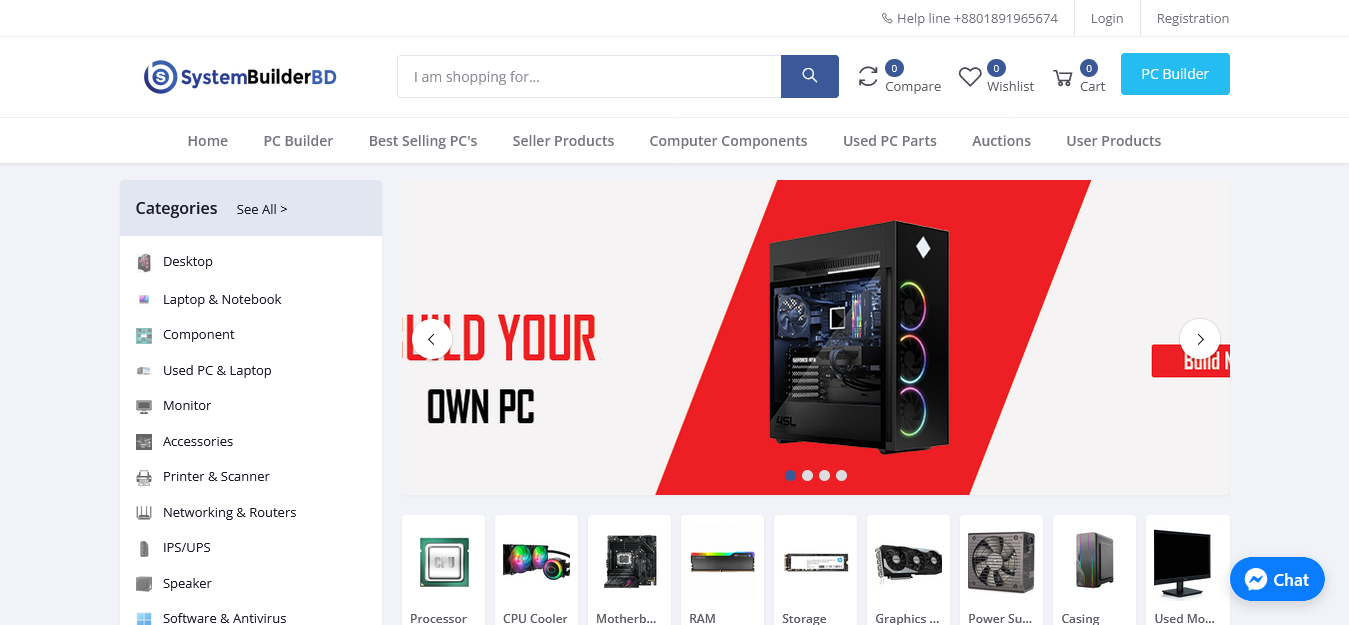 Help line +8801891965674 Login Registration
SystemBuilderBD
I am shopping for...
0 Compare
0 Wishlist
0 Cart
PC Builder
Home PC Builder Best Selling PC's Seller Products Computer Components Used PC Parts Auctions User Products
Categories See All >
Desktop
Laptop & Notebook
Component
Used PC & Laptop
Monitor
Accessories
Printer & Scanner
Networking & Routers
IPS/UPS
Speaker
Software & Antivirus
YOUR
OWN PC
Build
CPU
Processor CPU Cooler Motherb... RAM Storage Graphics ... Power Su... Casing Used Mo...
Chat